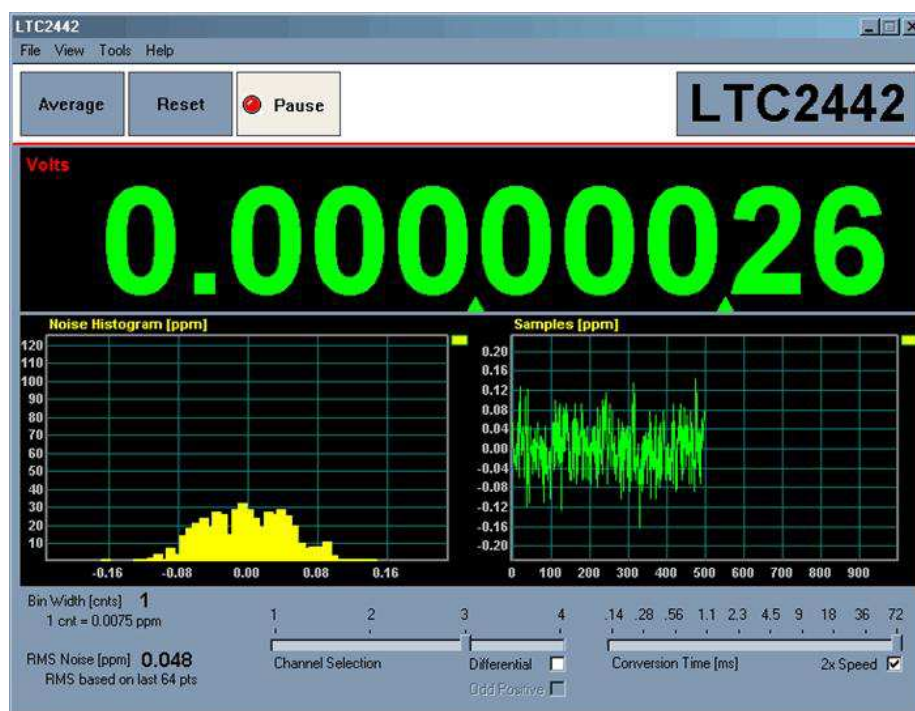 LTC2442
File View Tools Help
Average Reset Pause LTC2442
Volts
0.00000026
Noise Histogram [ppm]
120
110
100
90
80
70
60
50
40
30
20
10
-0.16 -0.08 0.00 0.08 0.16
Samples [ppm]
0.20
0.16
0.12
0.08
0.04
0.00
-0.04
-0.08
-0.12
-0.16
-0.20
0 100 200 300 400 500 600 700 800 900
Bin Width [cnts] 1
1 cnt = 0.0075 ppm
RMS Noise [ppm] 0.048
RMS based on last 64 pts
1 2 3 4
Channel Selection Differential
Odd Positive
.14 .28 .56 1.1 2.3 4.5 9 18 36 72
Conversion Time [ms] 2x Speed